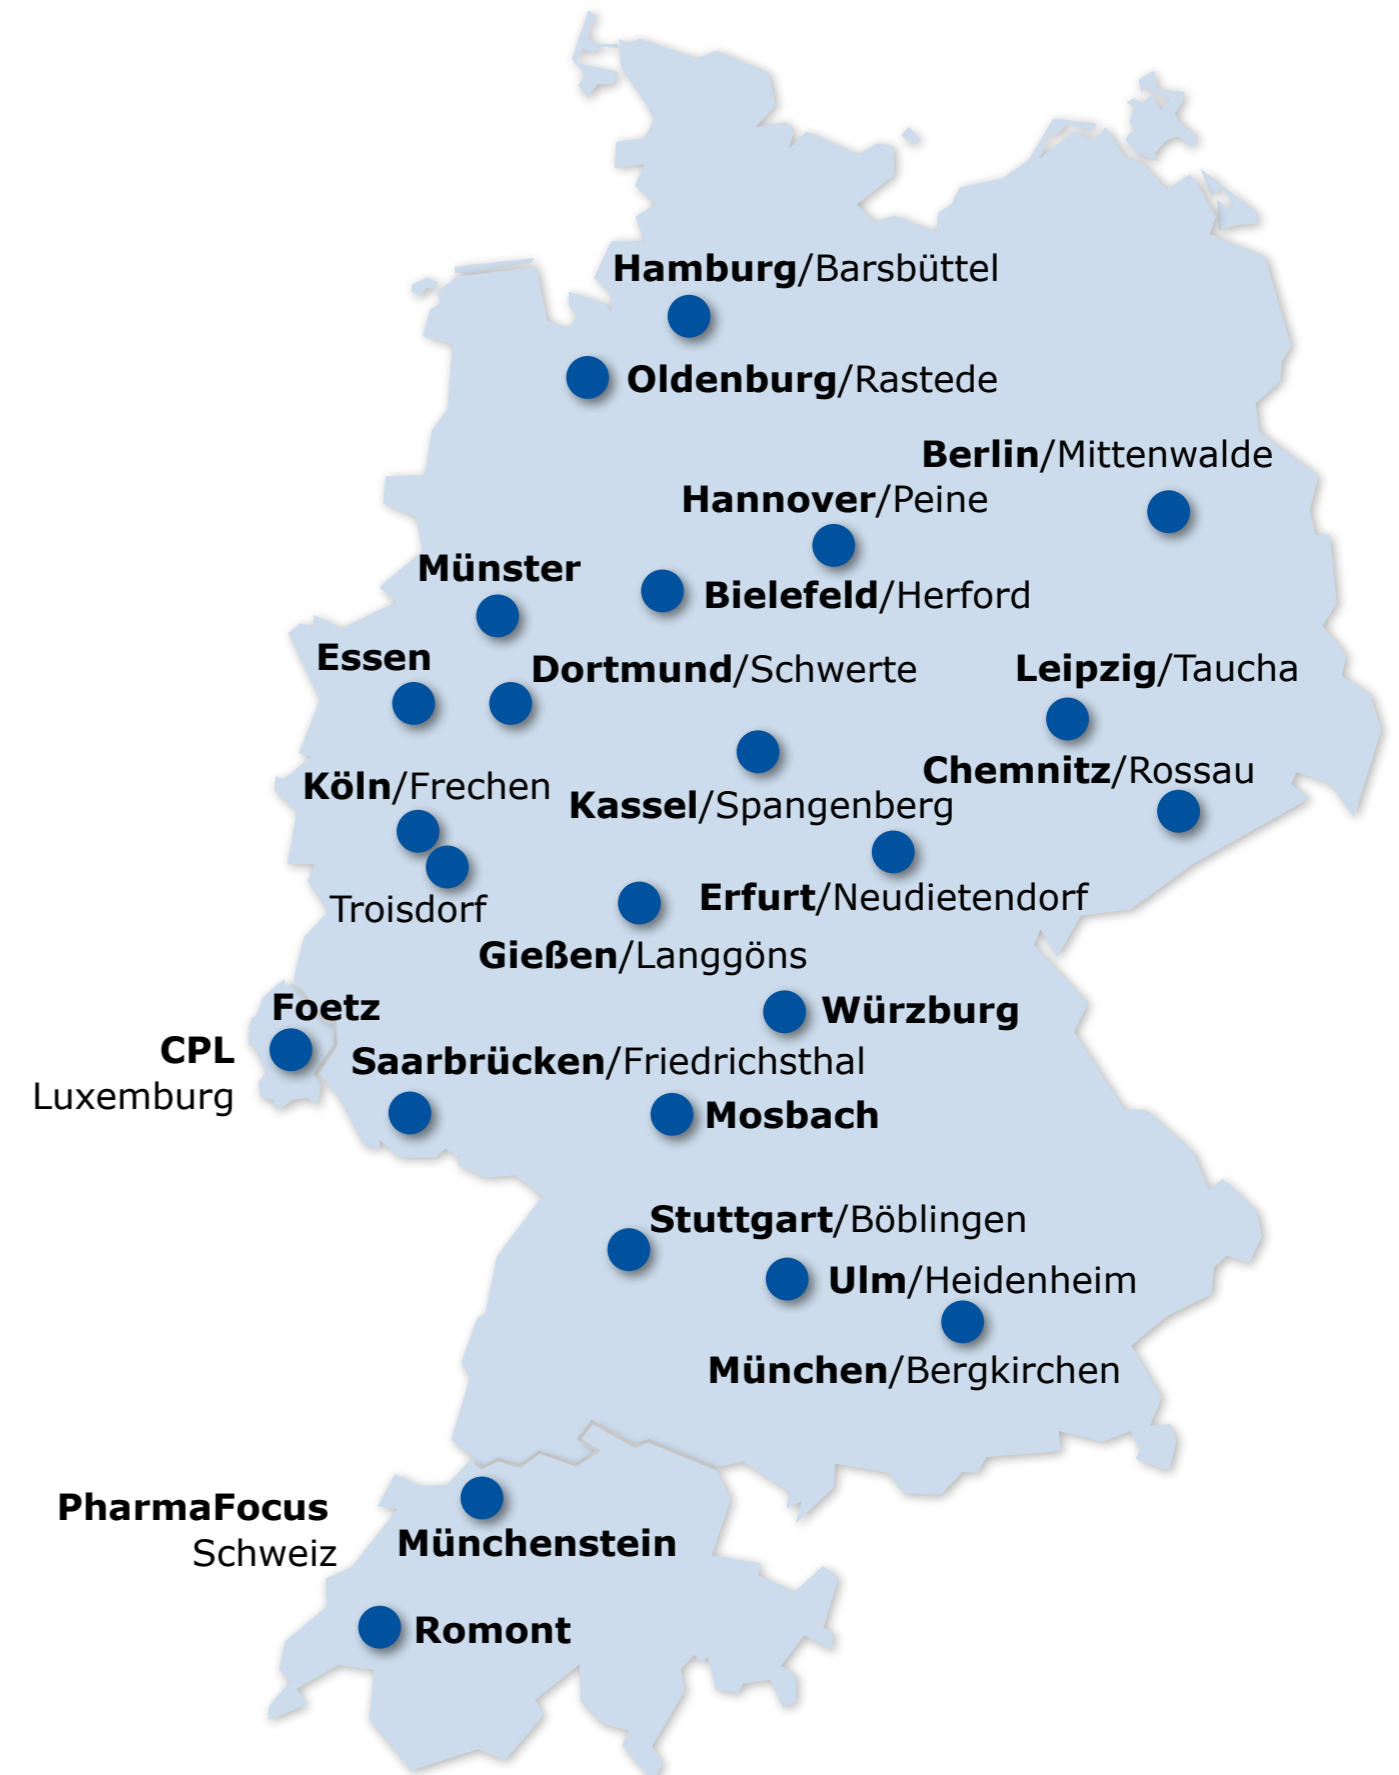 Hamburg/Barsbüttel
Oldenburg/Rastede
Berlin/Mittenwalde
Hannover/Peine
Münster
Bielefeld/Herford
Essen
Dortmund/Schwerte
Leipzig/Taucha
Köln/Frechen
Chemnitz/Rossau
Kassel/Spangenberg
Troisdorf
Erfurt/Neudietendorf
Gießen/Langgöns
Foetz
Würzburg
CPL
Luxemburg
Saarbrücken/Friedrichsthal
Mosbach
Stuttgart/Böblingen
Ulm/Heidenheim
München/Bergkirchen
PharmaFocus
Schweiz
Münchenstein
Romont